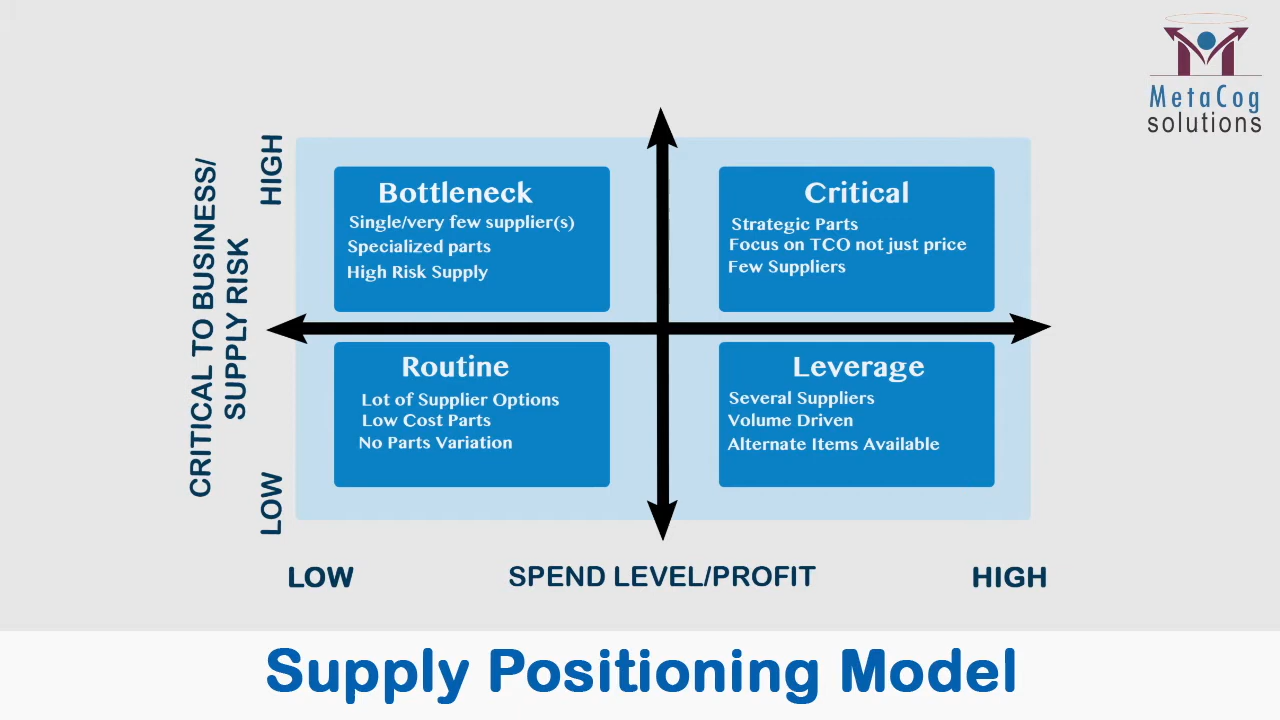 MetaCog
solutions
CRITICAL TO BUSINESS/
SUPPLY RISK
HIGH
LOW
Bottleneck
Single/very few supplier(s)
Specialized parts
High Risk Supply
Critical
Strategic Parts
Focus on TCO not just price
Few Suppliers
Routine
Lot of Supplier Options
Low Cost Parts
No Parts Variation
Leverage
Several Suppliers
Volume Driven
Alternate Items Available
LOW
SPEND LEVEL/PROFIT
HIGH
Supply Positioning Model